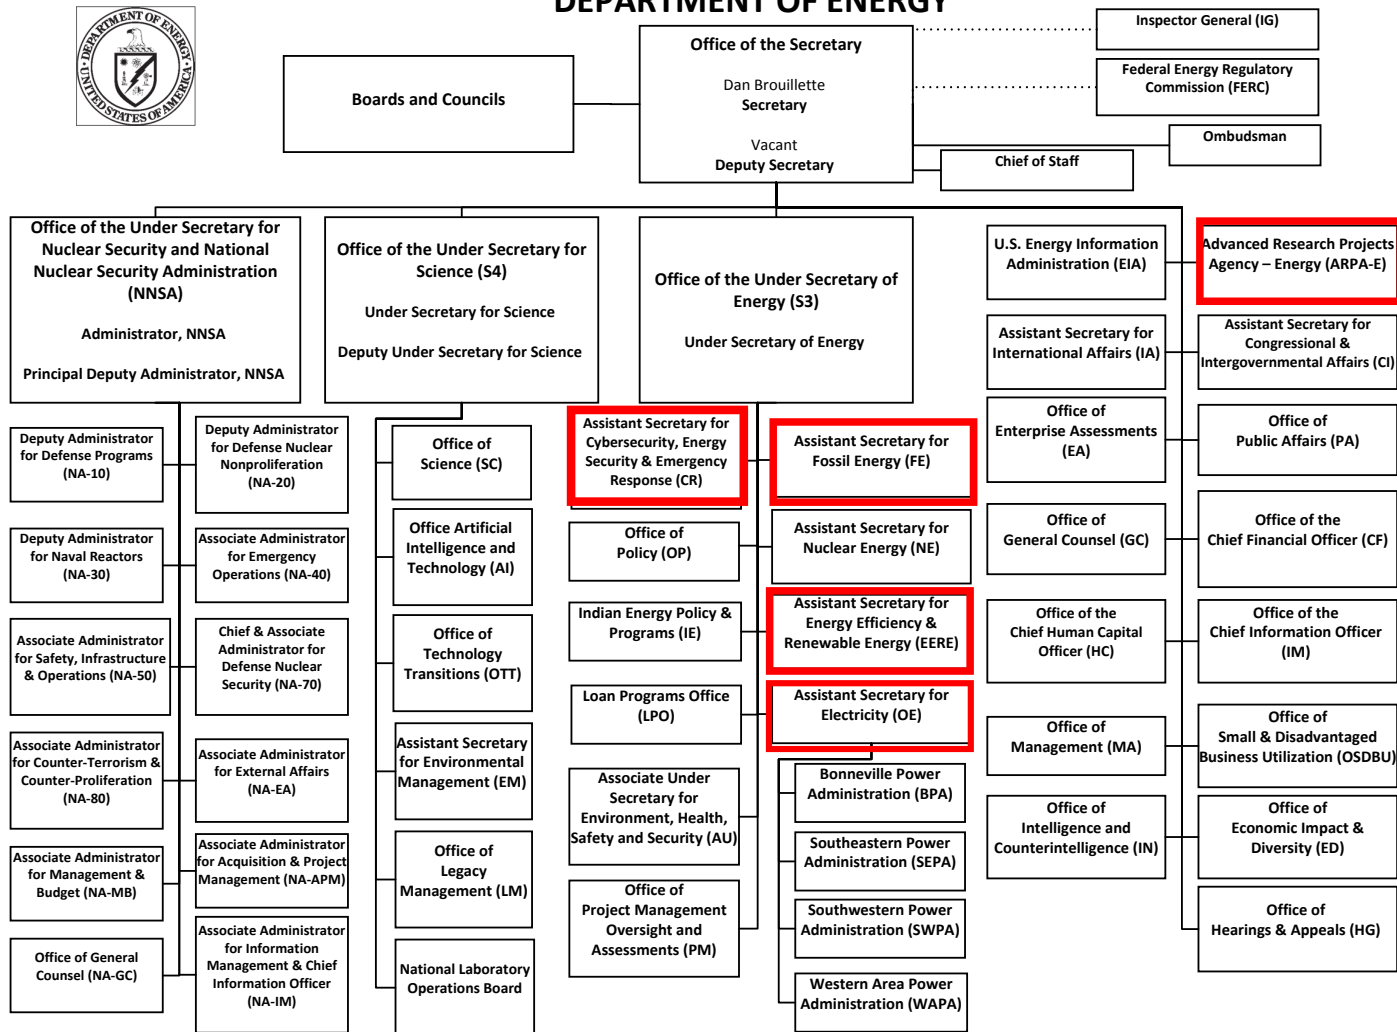 DEPARTMENT OF ENERGY
DEPARTMENT OF ENERGY
UNITED STATES OF AMERICA
Office of the Secretary
Dan Brouillette
Secretary
Vacant
Deputy Secretary
Boards and Councils
Inspector General (IG)
Federal Energy Regulatory
Commission (FERC)
Ombudsman
Chief of Staff
Office of the Under Secretary for
Nuclear Security and National
Nuclear Security Administration
(NNSA)
Administrator, NNSA
Principal Deputy Administrator, NNSA
Office of the Under Secretary for
Science (S4)
Under Secretary for Science
Deputy Under Secretary for Science
Office of the Under Secretary of
Energy (S3)
Under Secretary of Energy
U.S. Energy Information
Administration (EIA)
Advanced Research Projects
Agency – Energy (ARPA-E)
Assistant Secretary for
International Affairs (IA)
Assistant Secretary for
Congressional &
Intergovernmental Affairs (CI)
Office of
Enterprise Assessments
(EA)
Office of
Public Affairs (PA)
Office of
General Counsel (GC)
Office of the
Chief Financial Officer (CF)
Office of the
Chief Human Capital
Officer (HC)
Office of the
Chief Information Officer
(IM)
Office of
Management (MA)
Office of
Small & Disadvantaged
Business Utilization (OSDBU)
Office of
Intelligence and
Counterintelligence (IN)
Office of
Economic Impact &
Diversity (ED)
Office of
Hearings & Appeals (HG)
Deputy Administrator
for Defense Programs
(NA-10)
Deputy Administrator
for Defense Nuclear
Nonproliferation
(NA-20)
Deputy Administrator
for Naval Reactors
(NA-30)
Associate Administrator
for Emergency
Operations (NA-40)
Associate Administrator
for Safety, Infrastructure
& Operations (NA-50)
Chief & Associate
Administrator for
Defense Nuclear
Security (NA-70)
Associate Administrator
for Counter-Terrorism &
Counter-Proliferation
(NA-80)
Associate Administrator
for External Affairs
(NA-EA)
Associate Administrator
for Management &
Budget (NA-MB)
Associate Administrator
for Acquisition & Project
Management (NA-APM)
Office of General
Counsel (NA-GC)
Associate Administrator
for Information
Management & Chief
Information Officer
(NA-IM)
Office of
Science (SC)
Office Artificial
Intelligence and
Technology (AI)
Office of
Technology
Transitions (OTT)
Assistant Secretary
for Environmental
Management (EM)
Office of
Legacy
Management (LM)
National Laboratory
Operations Board
Assistant Secretary for
Cybersecurity, Energy
Security & Emergency
Response (CR)
Assistant Secretary for
Fossil Energy (FE)
Office of
Policy (OP)
Assistant Secretary for
Nuclear Energy (NE)
Indian Energy Policy &
Programs (IE)
Assistant Secretary for
Energy Efficiency &
Renewable Energy (EERE)
Loan Programs Office
(LPO)
Assistant Secretary for
Electricity (OE)
Associate Under
Secretary for
Environment, Health,
Safety and Security (AU)
Office of
Project Management
Oversight and
Assessments (PM)
Bonneville Power
Administration (BPA)
Southeastern Power
Administration (SEPA)
Southwestern Power
Administration (SWPA)
Western Area Power
Administration (WAPA)